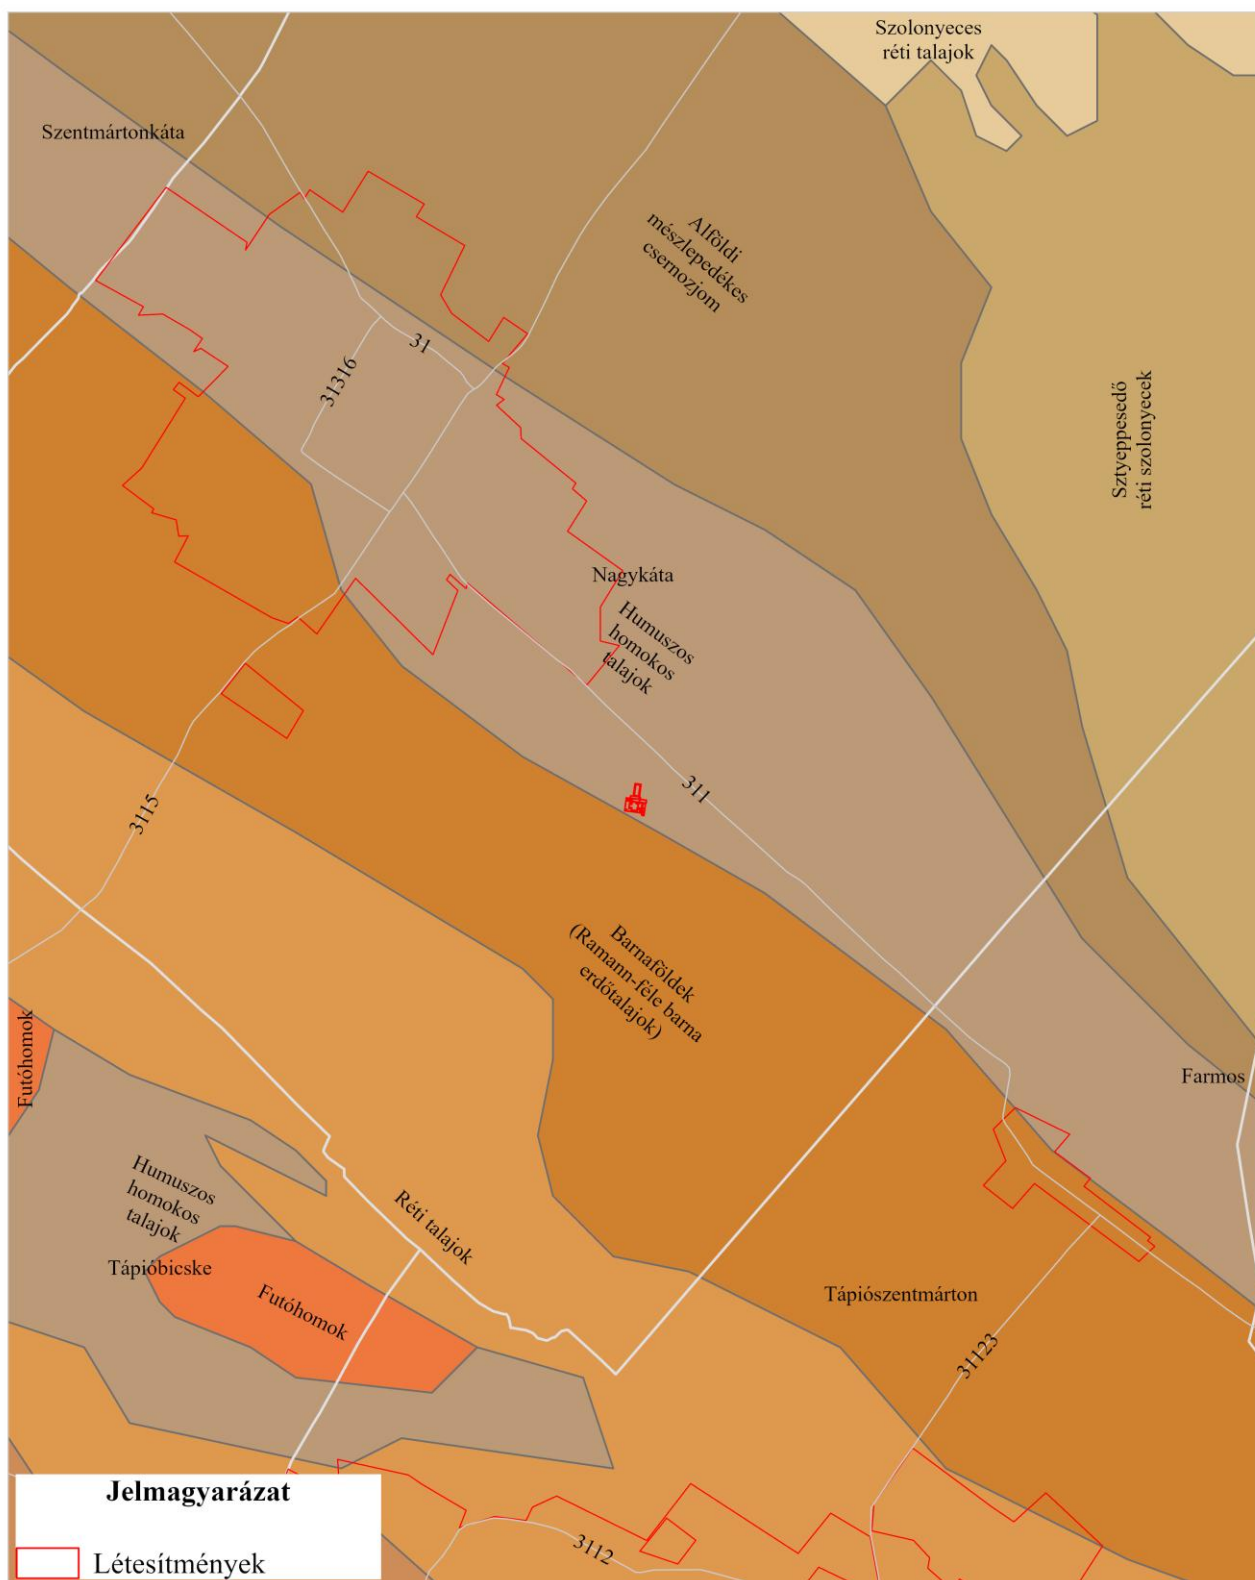 Szolonyeces
réti talajok
Szentmártonkáta
Alföldi
mészlepedékes
csernozjom
31
31316
Sztyeppesedő
réti szolonyecek
Nagykáta
Humuszos
homokos
talajok
311
3115
Barnaföldek
(Ramann-féle barna
erdőtalajok)
Futóhomok
Farmos
Humuszos
homokos
talajok
Réti talajok
Tápióbicske
Futóhomok
Tápiószentmárton
31123
Jelmagyarázat
Létesítmények
3112